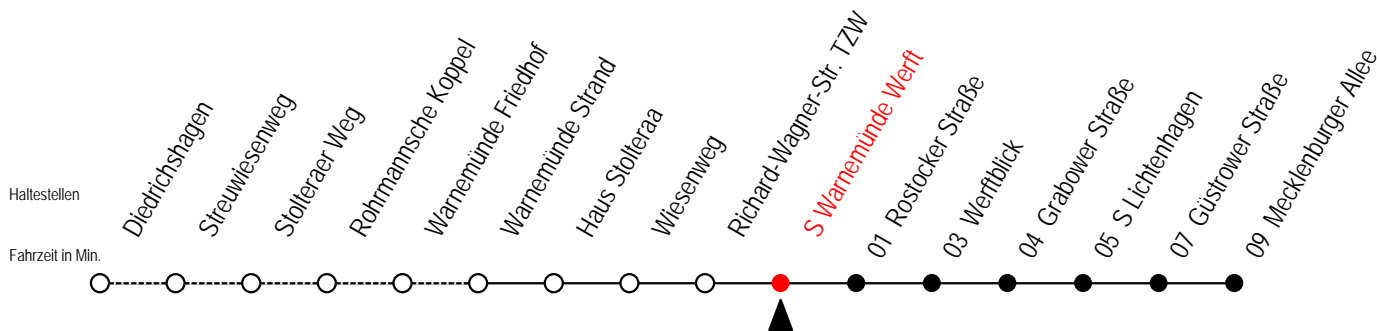 Haltestellen
Diedrichshagen
Streuwiesenweg
Stolteraer Weg
Rohrmannsche Koppel
Warnemünde Friedhof
Warnemünde Strand
Haus Stolteraa
Wiesenweg
Richard-Wagner-Str. TZW
S Warnemünde Werft
01 Rostocker Straße
03 Werftblick
04 Grabower Straße
05 S Lichtenhagen
07 Güstrower Straße
09 Mecklenburger Allee
Fahrzeit in Min.